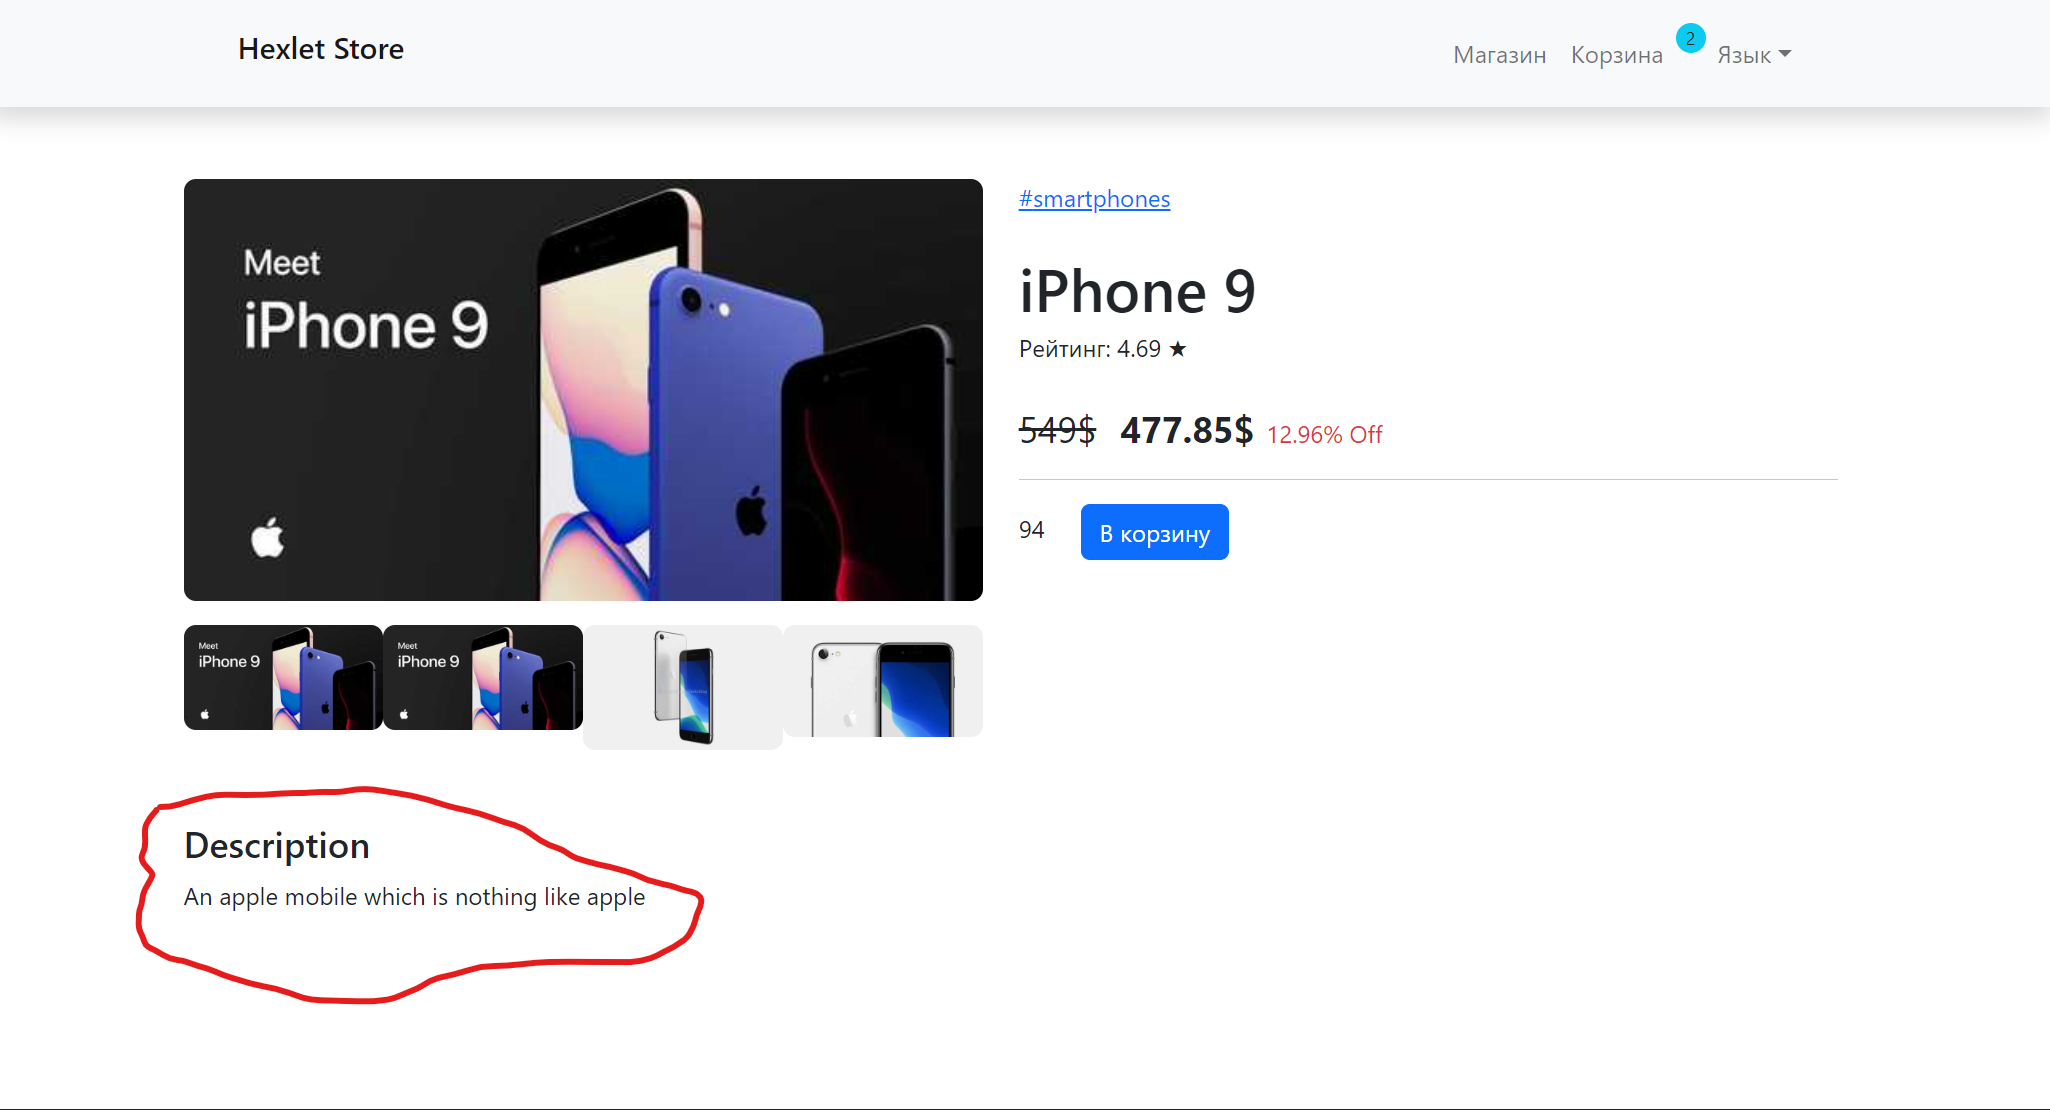 Hexlet Store
Магазин Корзина 2 Язык
Meet
iPhone 9
#smartphones
iPhone 9
Рейтинг: 4.69 ★
549$ 477.85$ 12.96% Off
94 В корзину
Meet
iPhone 9
Meet
iPhone 9
Description
An apple mobile which is nothing like apple